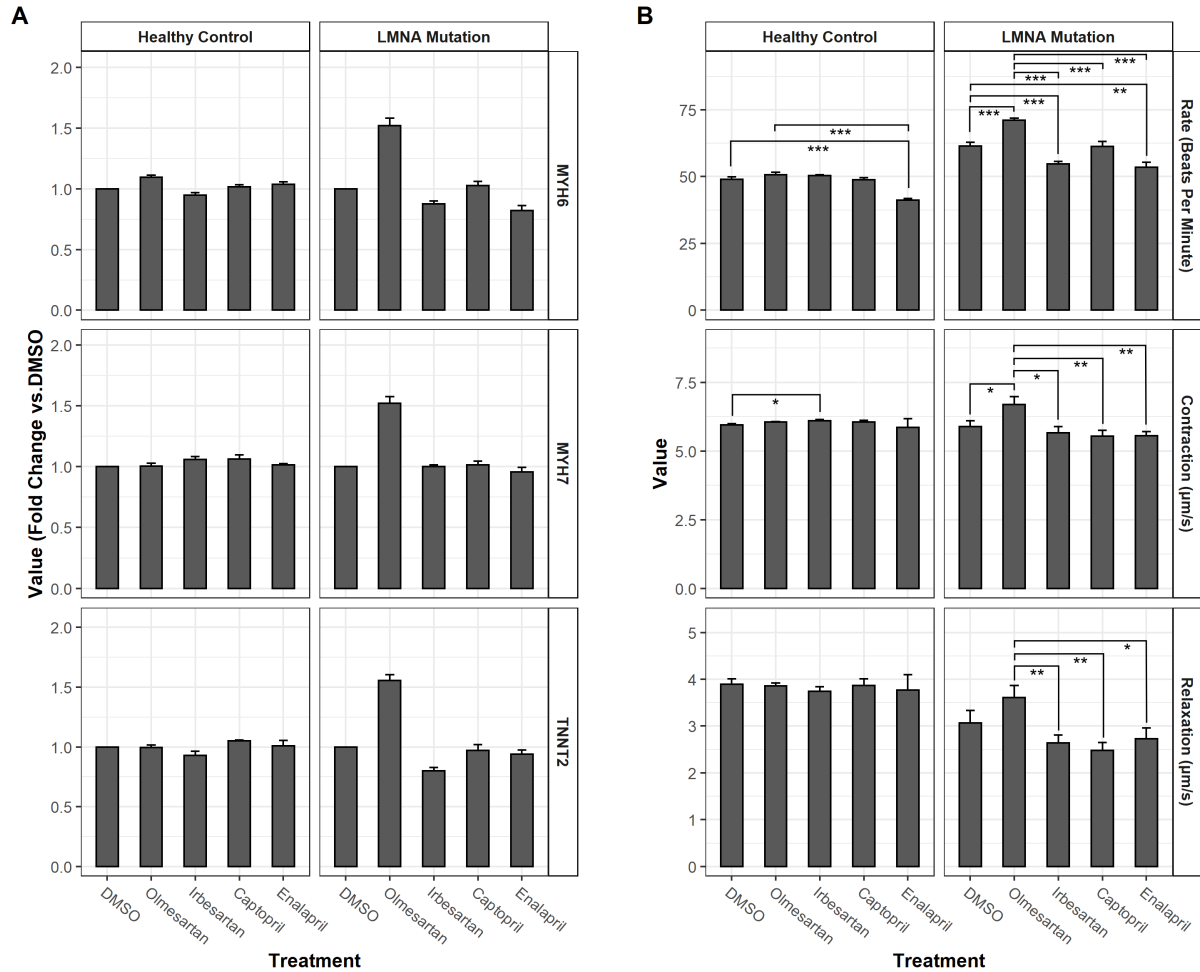 A
Healthy Control
LMNA Mutation
2.0
1.5
1.0
0.5
0.0
MYH6
2.0
1.5
1.0
0.5
0.0
MYH7
2.0
1.5
1.0
0.5
0.0
TNNT2
Value (Fold Change vs.DMSO
DMSO
Olmesartan
Irbesartan
Captopril
Enalapril
DMSO
Olmesartan
Irbesartan
Captopril
Enalapril
Treatment
B
Healthy Control
LMNA Mutation
75
50
25
0
***
***
***
***
***
***
***
**
Rate (Beats Per Minute)
7.5
5.0
2.5
0.0
*
*
*
**
**
Contraction (µm/s)
5
4
3
2
1
0
**
**
*
Relaxation (µm/s)
Value
DMSO
Olmesartan
Irbesartan
Captopril
Enalapril
DMSO
Olmesartan
Irbesartan
Captopril
Enalapril
Treatment